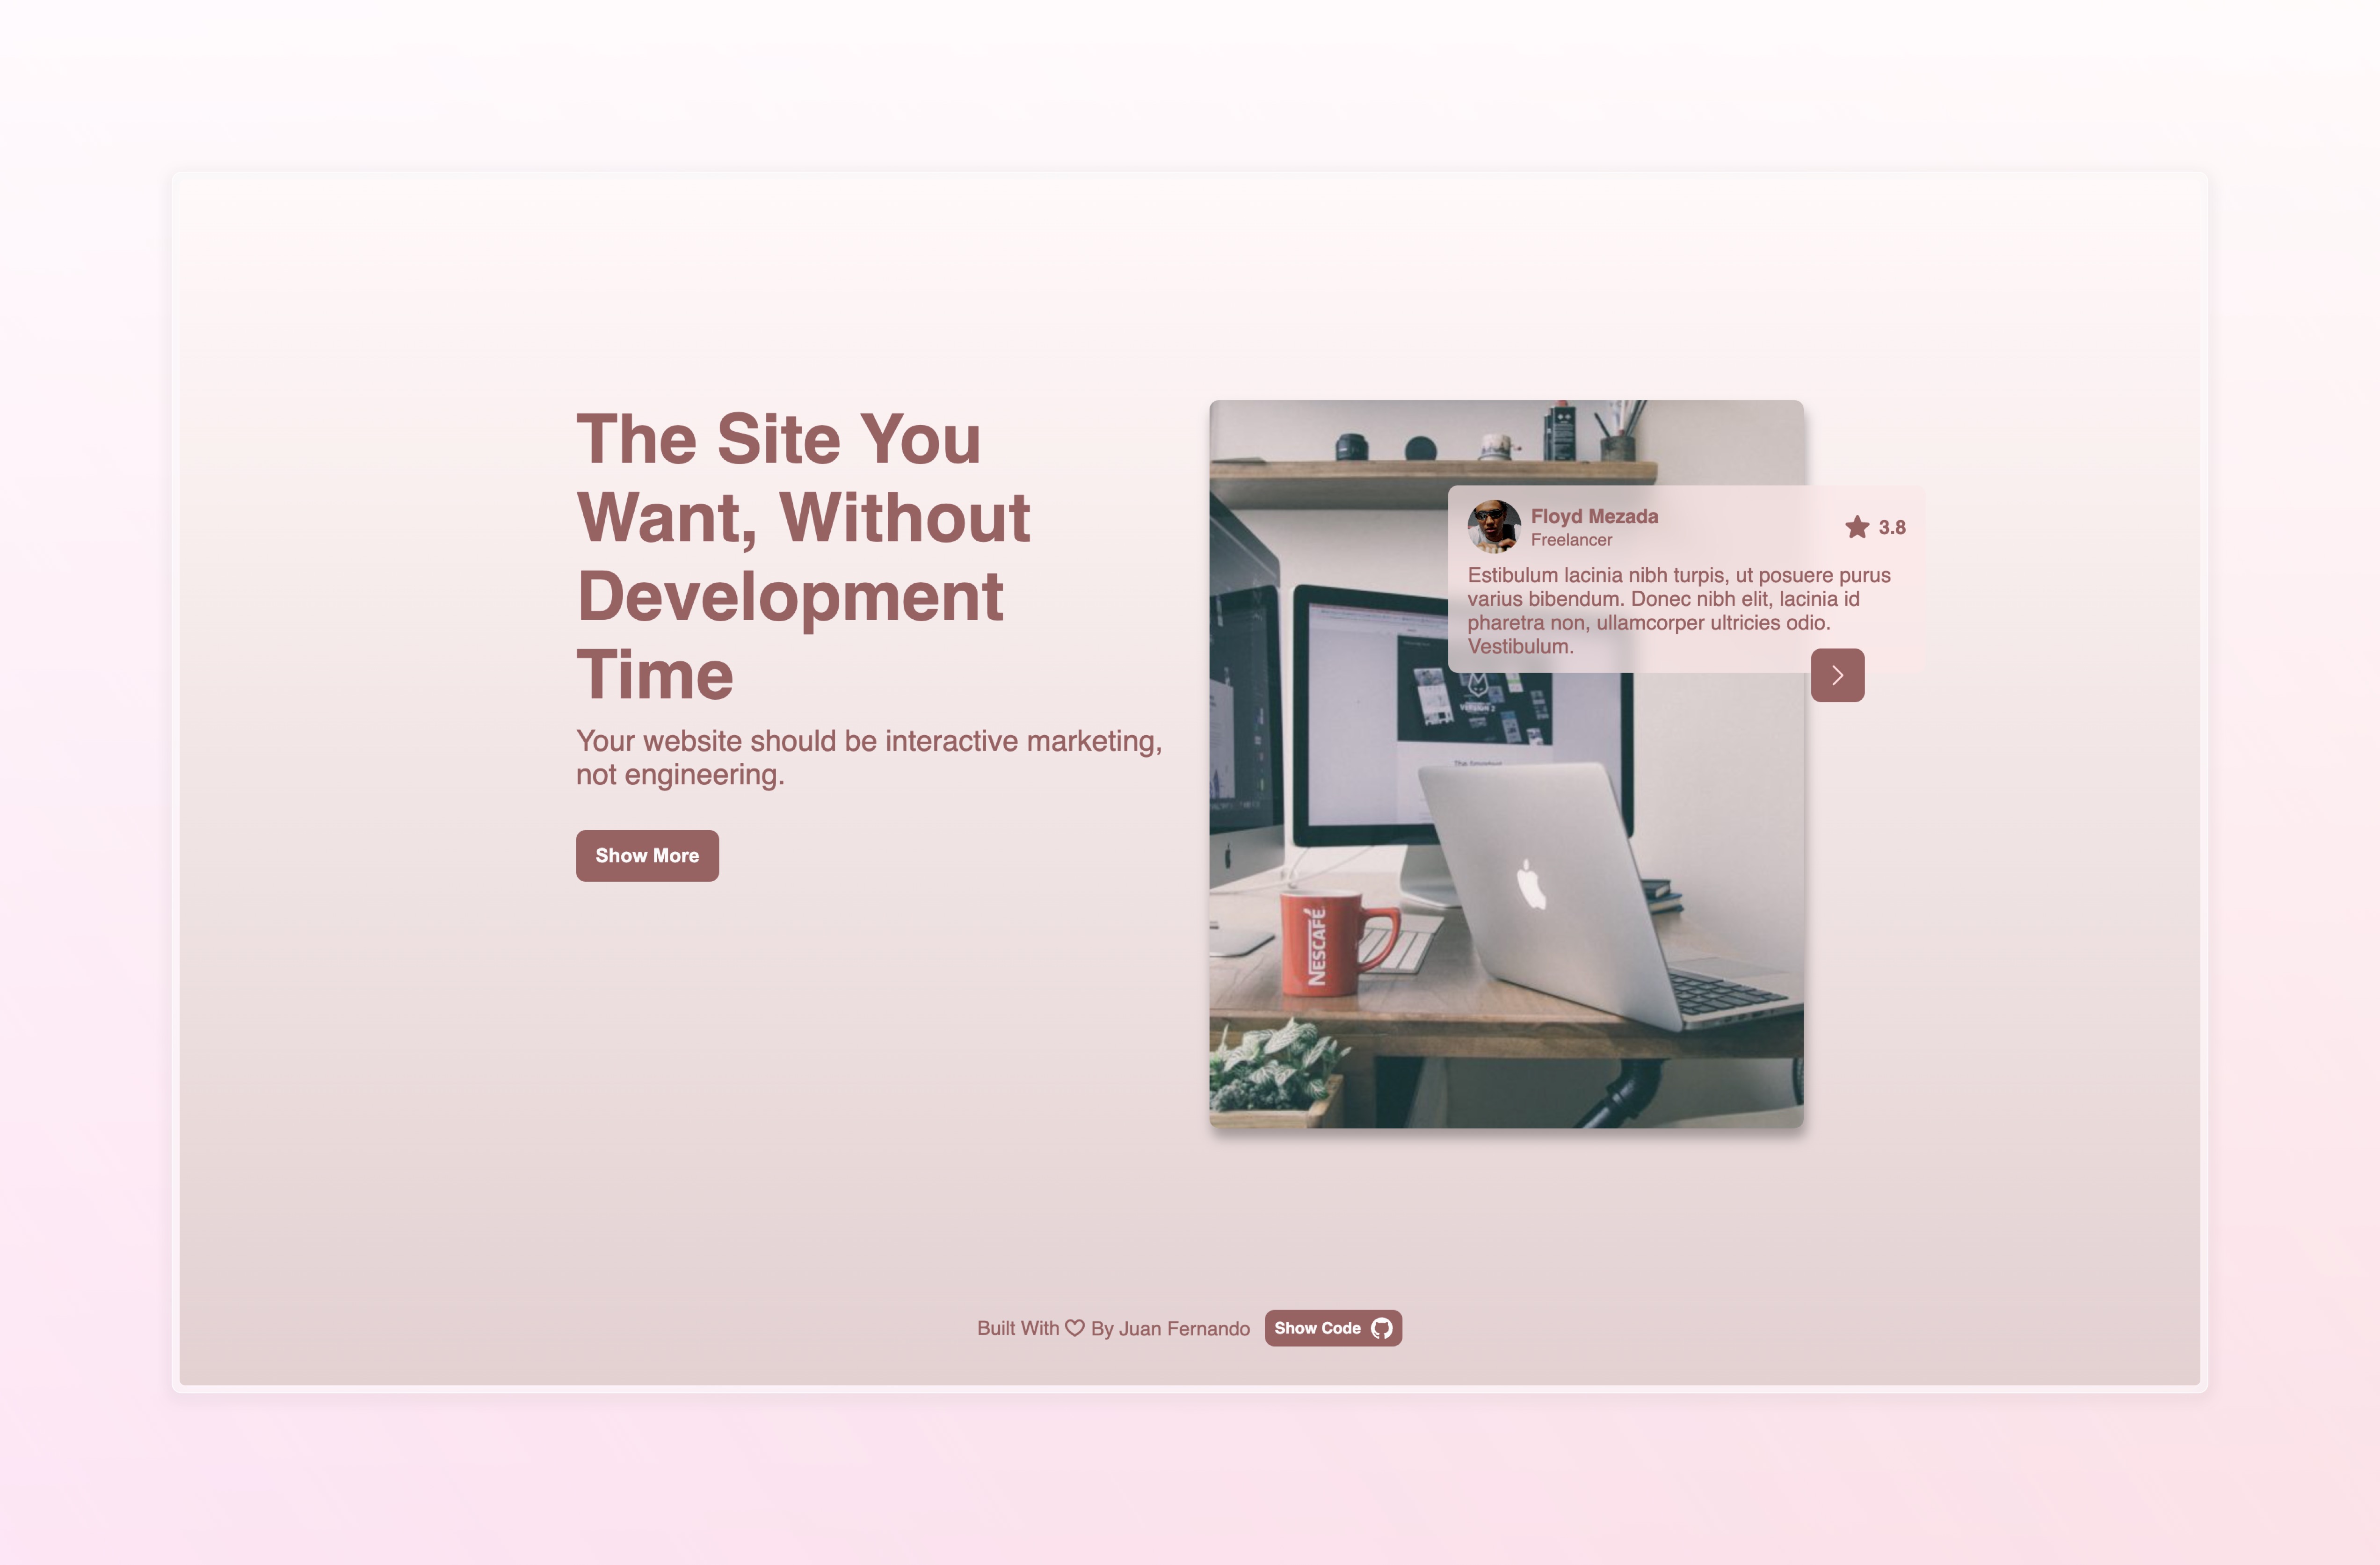 The Site You
Want, Without
Development
Time
Your website should be interactive marketing,
not engineering.
Show More
Floyd Mezada
Freelancer
3.8
Estibulum lacinia nibh turpis, ut posuere purus
varius bibendum. Donec nibh elit, lacinia id
pharetra non, ullamcorper ultricies odio.
Vestibulum.
NESCAFÉ
Built With By Juan Fernando
Show Code